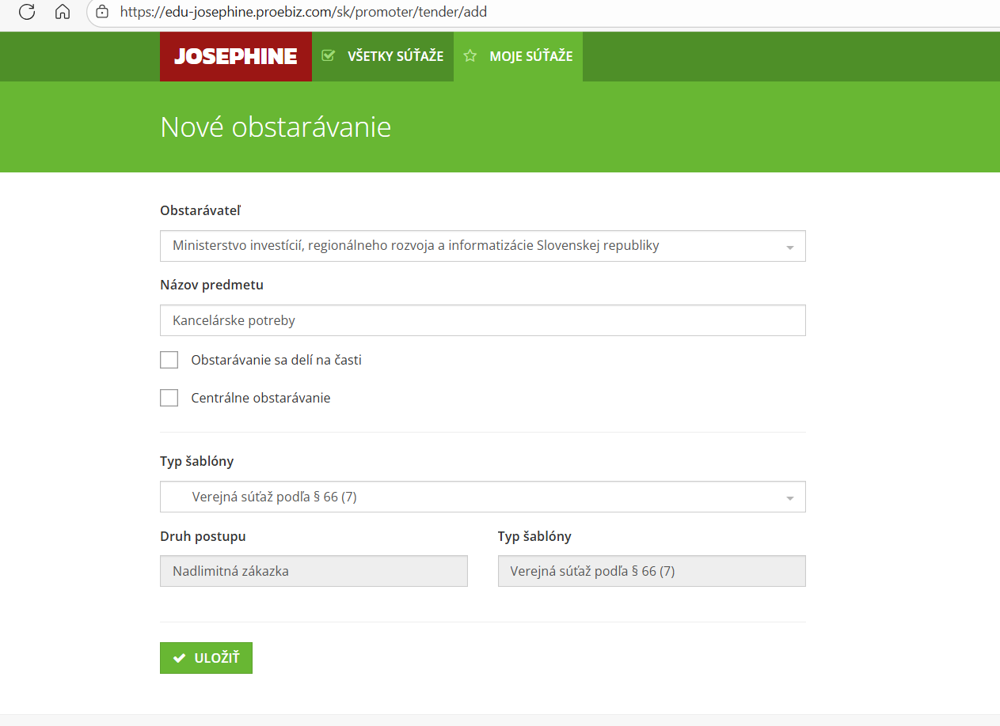 https://edu-josephine.proebiz.com/sk/promoter/tender/add
JOSEPHINE VŠETKY SÚŤAŽE MOJE SÚŤAŽE
Nové obstarávanie
Obstarávateľ
Ministerstvo investícií, regionálneho rozvoja a informatizácie Slovenskej republiky
Názov predmetu
Kancelárske potreby
Obstarávanie sa delí na časti
Centrálne obstarávanie
Typ šablóny
Verejná súťaž podľa § 66 (7)
Druh postupu Typ šablóny
Nadlimitná zákazka Verejná súťaž podľa § 66 (7)
ULOŽIŤ